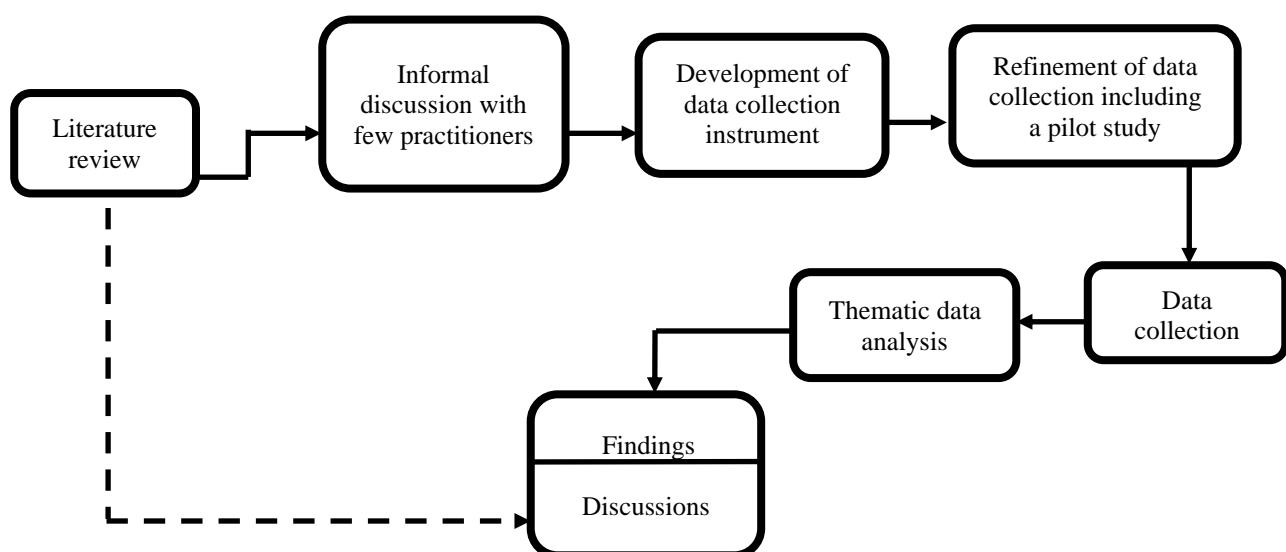 Literature
review
Informal
discussion with
few practitioners
Development of
data collection
instrument
Refinement of data
collection including
a pilot study
Data
collection
Thematic data
analysis
Findings
Discussions